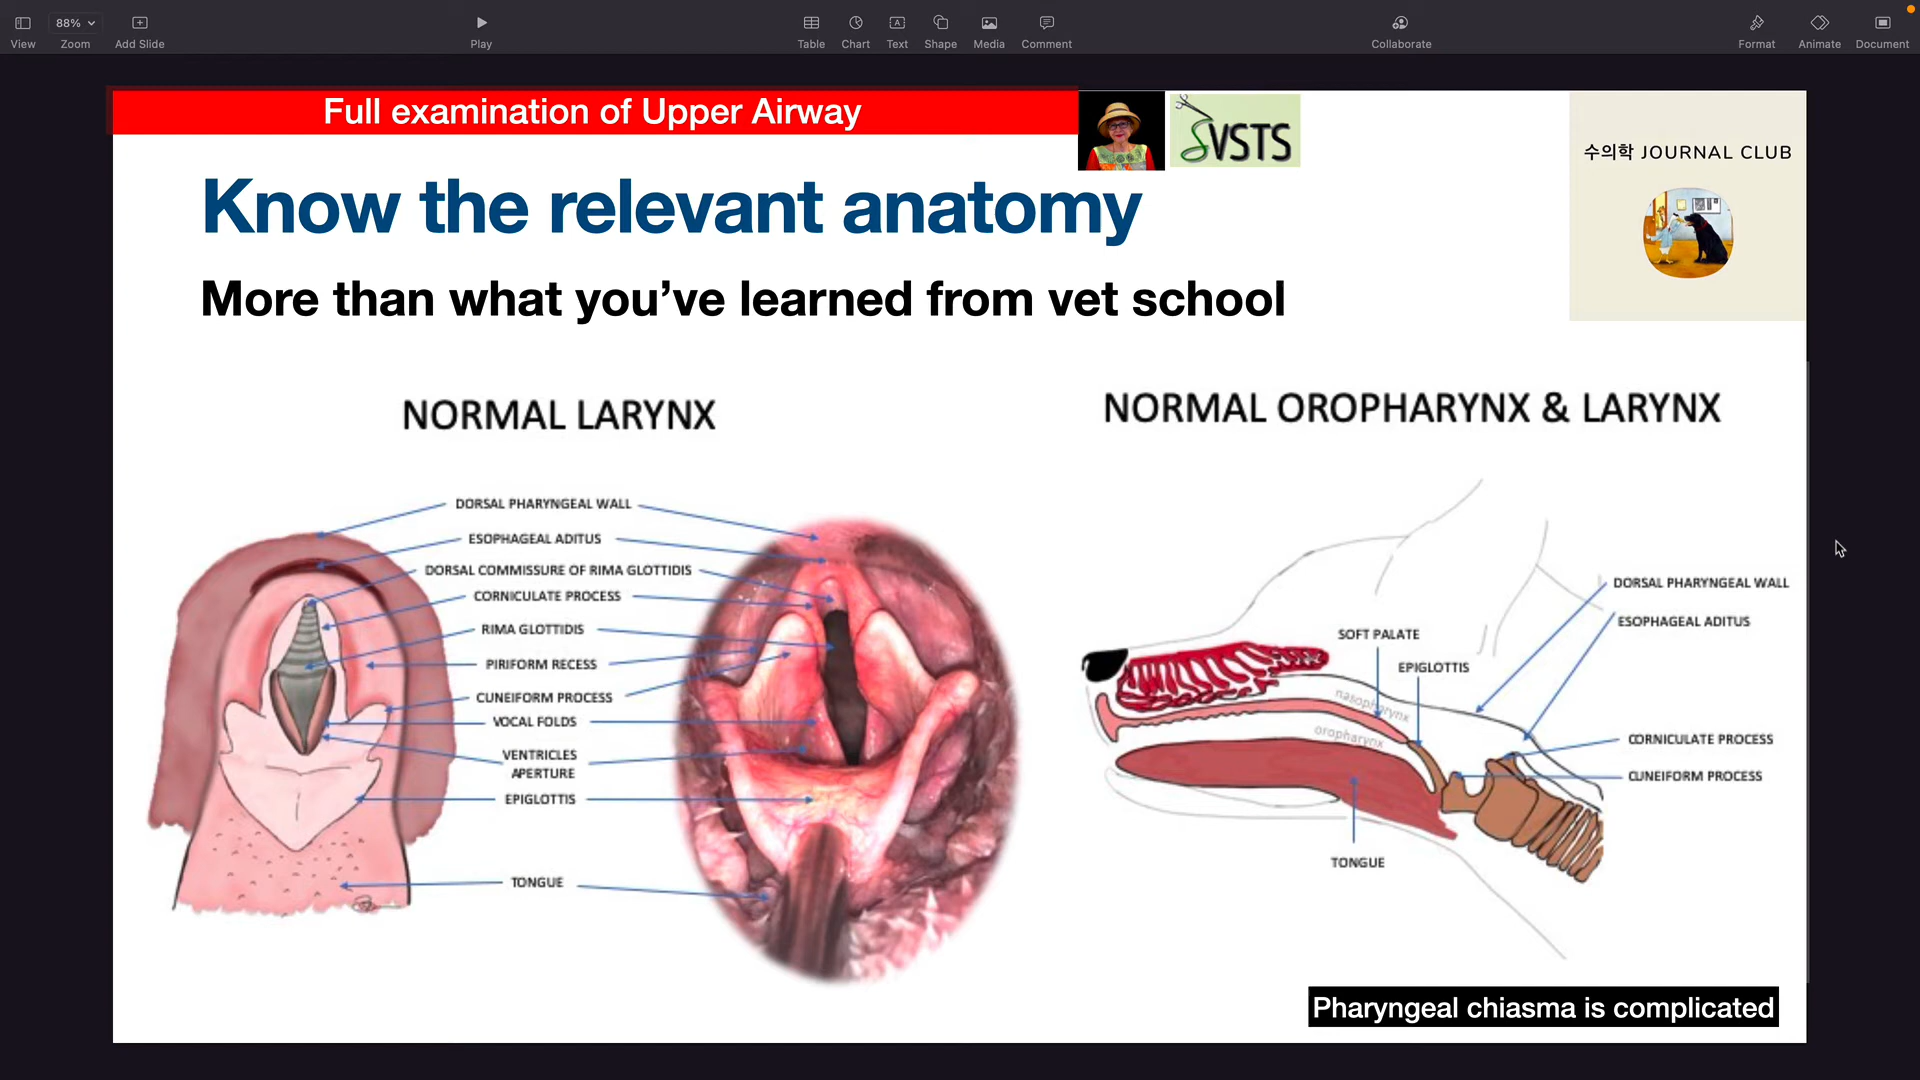 88%
View
Zoom
Add Slide
Play
Table
Chart
Text
Shape
Media
Comment
Collaborate
Format
Animate
Document
Full examination of Upper Airway
SVSTS
수의학 JOURNAL CLUB
Know the relevant anatomy
More than what you’ve learned from vet school
NORMAL LARYNX
DORSAL PHARYNGEAL WALL
ESOPHAGEAL ADITUS
DORSAL COMMISSURE OF RIMA GLOTTIDIS
CORNICULATE PROCESS
RIMA GLOTTIDIS
PIRIFORM RECESS
CUNEIFORM PROCESS
VOCAL FOLDS
VENTRICLES
APERTURE
EPIGLOTTIS
TONGUE
NORMAL OROPHARYNX & LARYNX
DORSAL PHARYNGEAL WALL
ESOPHAGEAL ADITUS
SOFT PALATE
EPIGLOTTIS
nasopharynx
oropharynx
CORNICULATE PROCESS
CUNEIFORM PROCESS
TONGUE
Pharyngeal chiasma is complicated